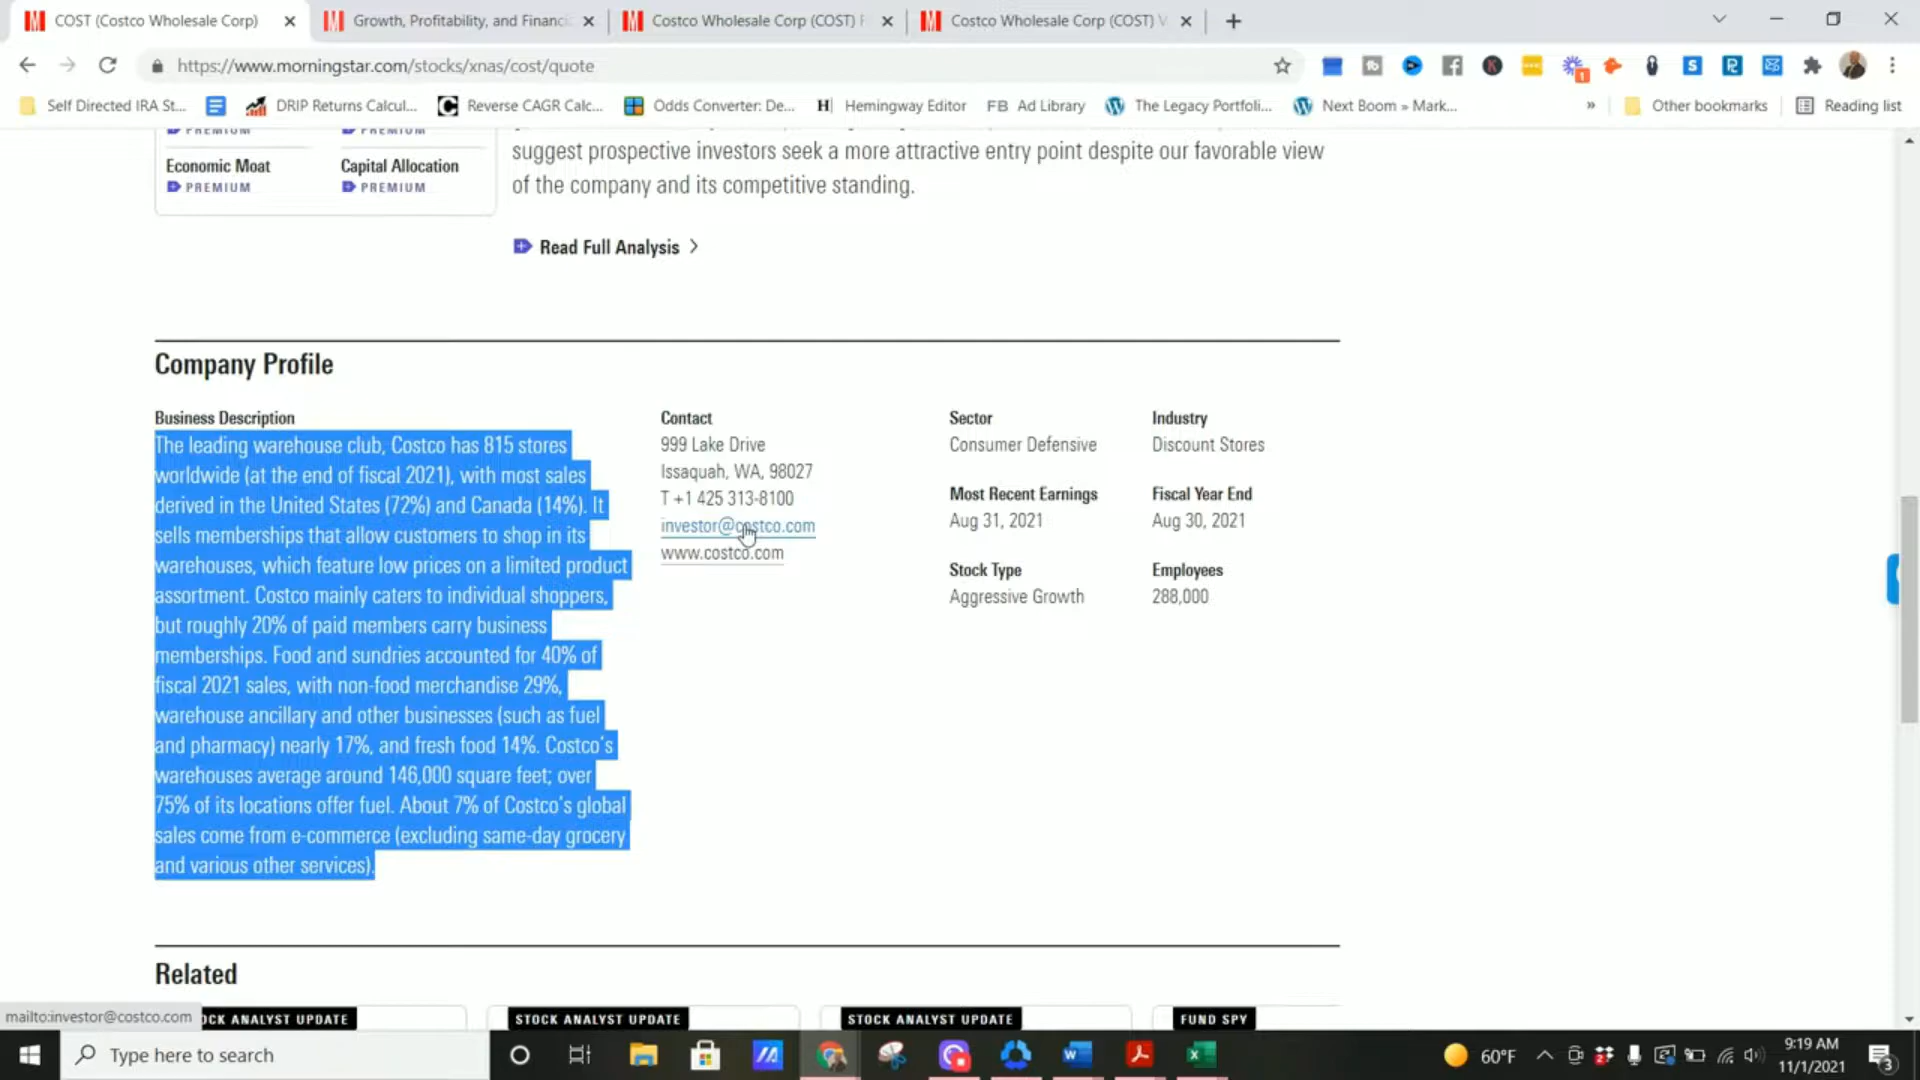 COST (Costco Wholesale Corp)
Growth, Profitability, and Financi
Costco Wholesale Corp (COST)
Costco Wholesale Corp (COST) V
https://www.morningstar.com/stocks/xnas/cost/quote
Self Directed IRA St...
DRIP Returns Calcul...
Reverse CAGR Calc...
Odds Converter: De...
Hemingway Editor
FB Ad Library
The Legacy Portfoli...
Next Boom » Mark...
» Other bookmarks
Reading list
PREMIUM PREMIUM
Economic Moat Capital Allocation
PREMIUM PREMIUM
suggest prospective investors seek a more attractive entry point despite our favorable view
of the company and its competitive standing.
Read Full Analysis >
Company Profile
Business Description
The leading warehouse club, Costco has 815 stores
worldwide (at the end of fiscal 2021), with most sales
derived in the United States (72%) and Canada (14%). It
sells memberships that allow customers to shop in its
warehouses, which feature low prices on a limited product
assortment. Costco mainly caters to individual shoppers,
but roughly 20% of paid members carry business
memberships. Food and sundries accounted for 40% of
fiscal 2021 sales, with non-food merchandise 29%,
warehouse ancillary and other businesses (such as fuel
and pharmacy) nearly 17%, and fresh food 14%. Costco's
warehouses average around 146,000 square feet; over
75% of its locations offer fuel. About 7% of Costco's global
sales come from e-commerce (excluding same-day grocery
and various other services).
Contact
999 Lake Drive
Issaquah, WA, 98027
T +1 425 313-8100
investor@costco.com
www.costco.com
Sector
Consumer Defensive
Industry
Discount Stores
Most Recent Earnings
Aug 31, 2021
Fiscal Year End
Aug 30, 2021
Stock Type
Aggressive Growth
Employees
288,000
Related
mailto:investor@costco.com
OCK ANALYST UPDATE
STOCK ANALYST UPDATE
STOCK ANALYST UPDATE
FUND SPY
Type here to search
60°F
9:19 AM
11/1/2021
3